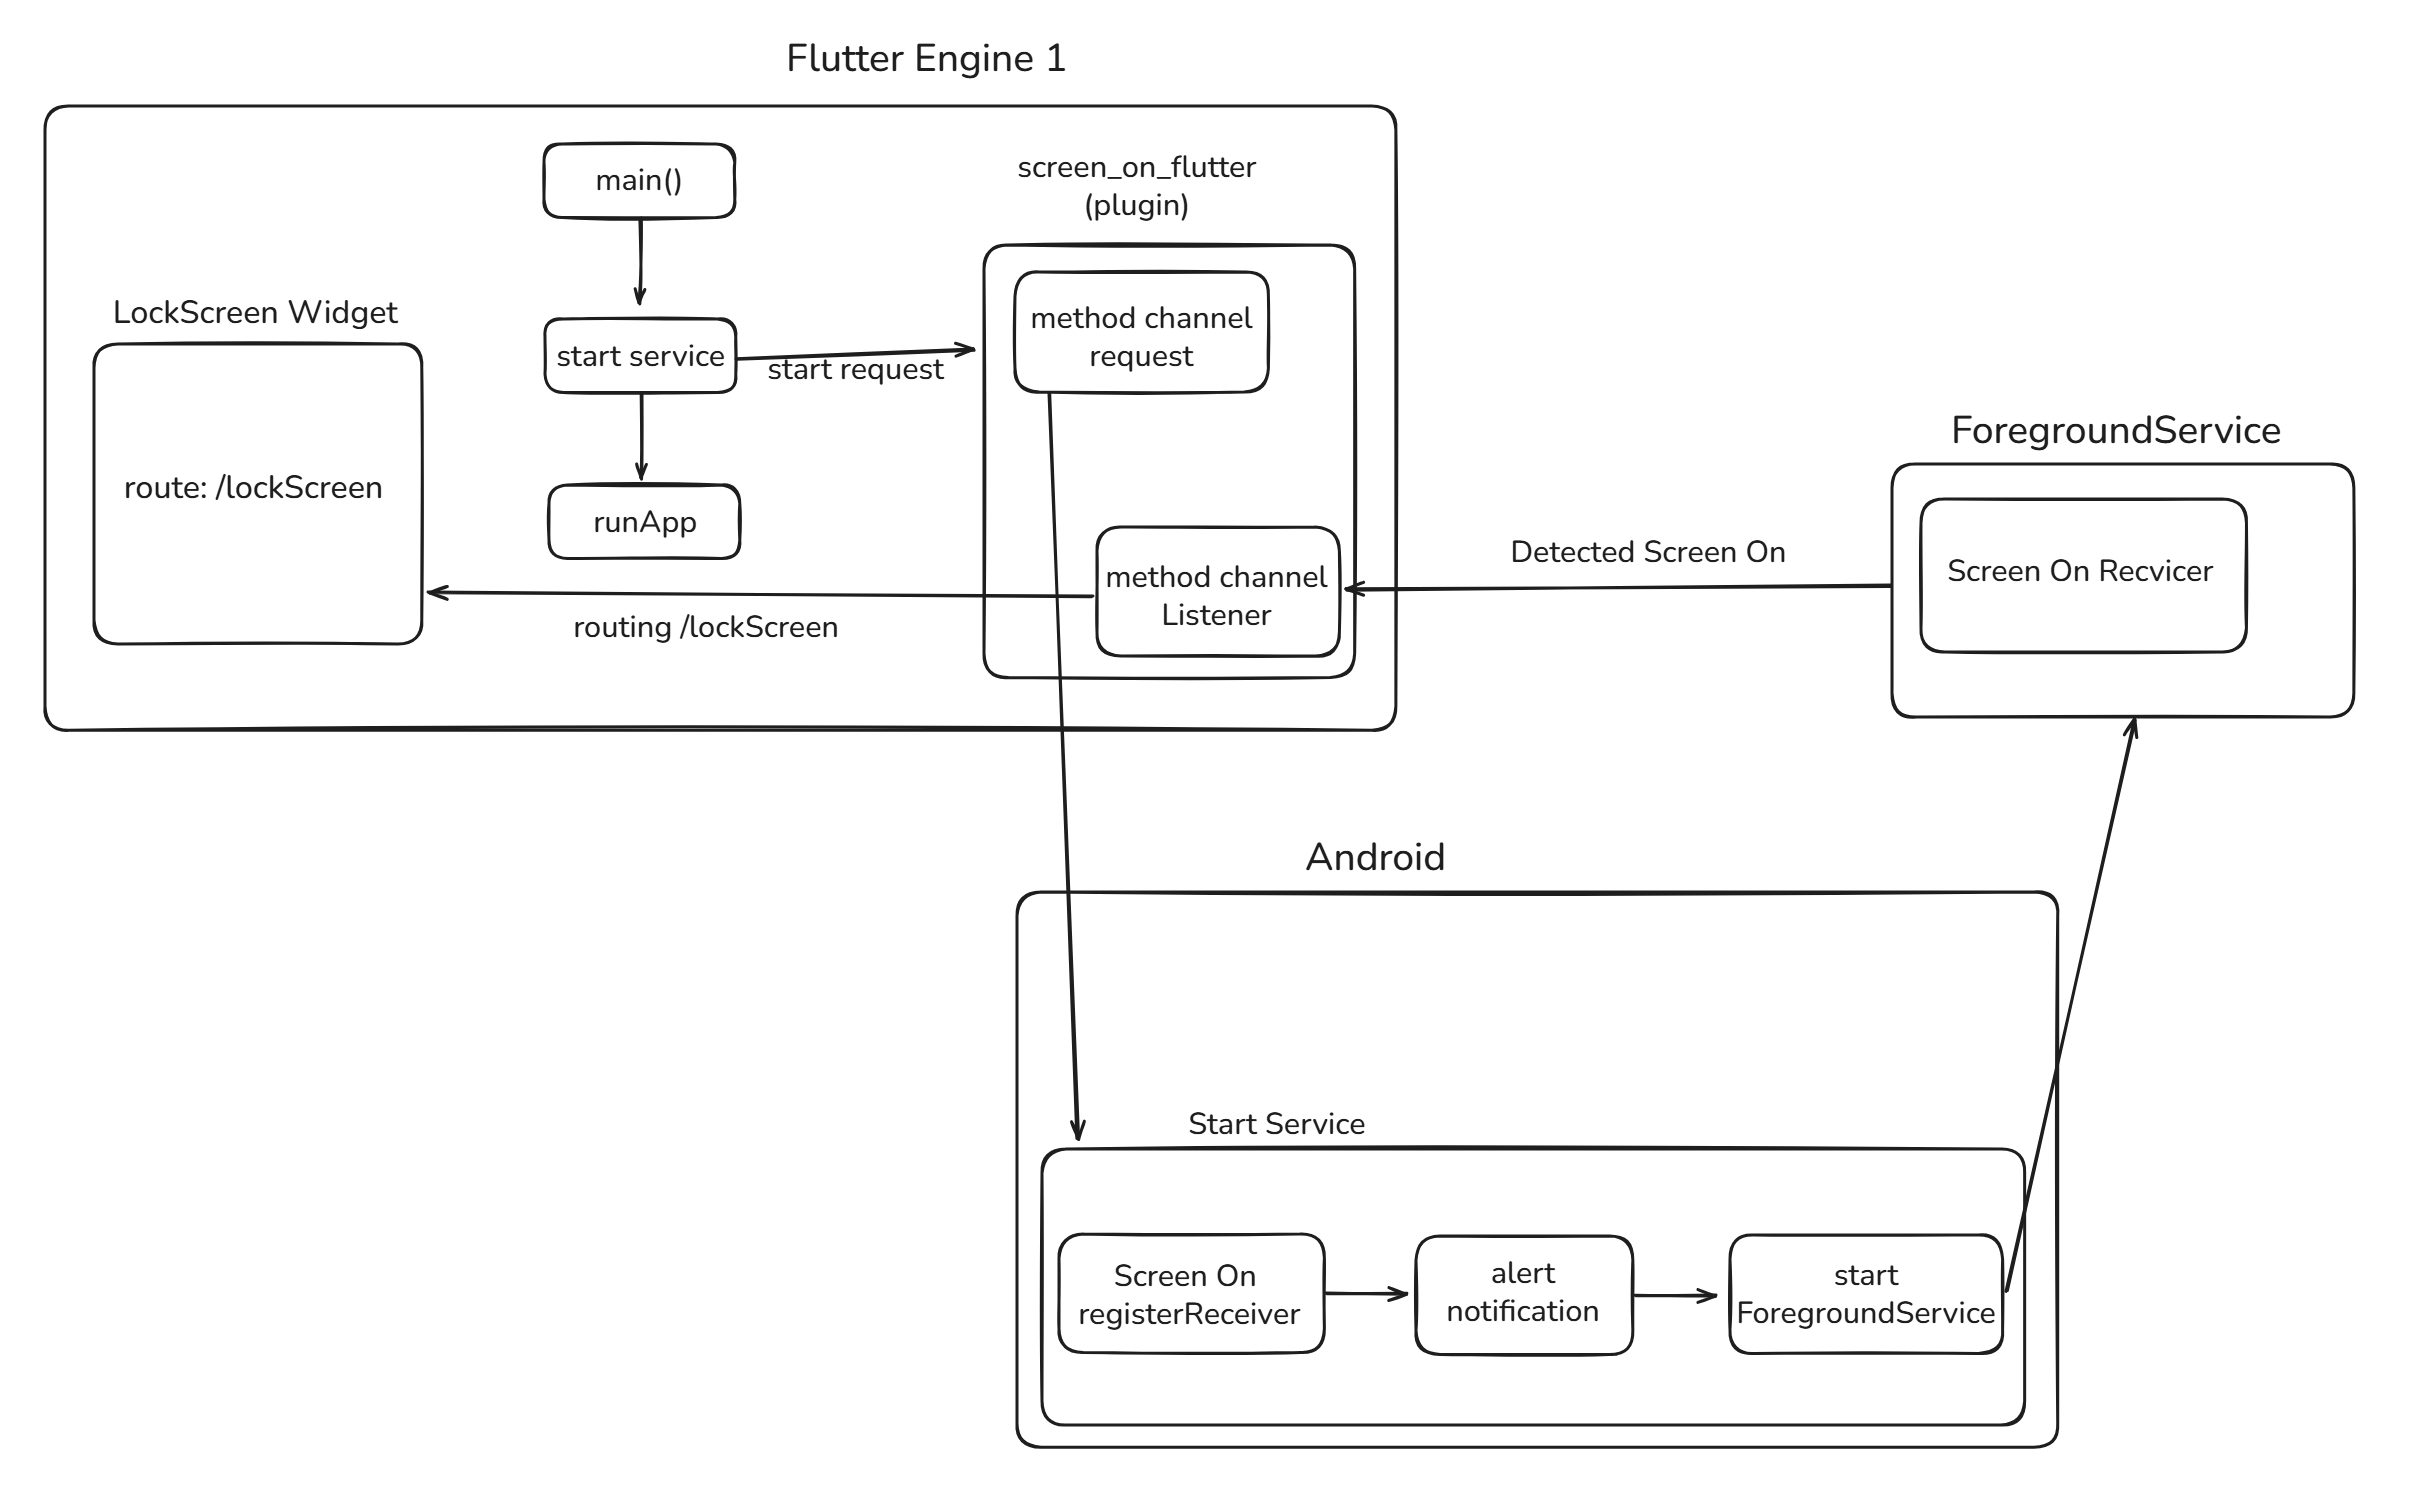 Flutter Engine 1
main()
screen_on_flutter
(plugin)
LockScreen Widget
method channel
request
start service
start request
route: /lockScreen
runApp
method channel
Listener
routing /lockScreen
ForegroundService
Detected Screen On
Screen On Recvicer
Android
Start Service
Screen On
registerReceiver
alert
notification
start
ForegroundService